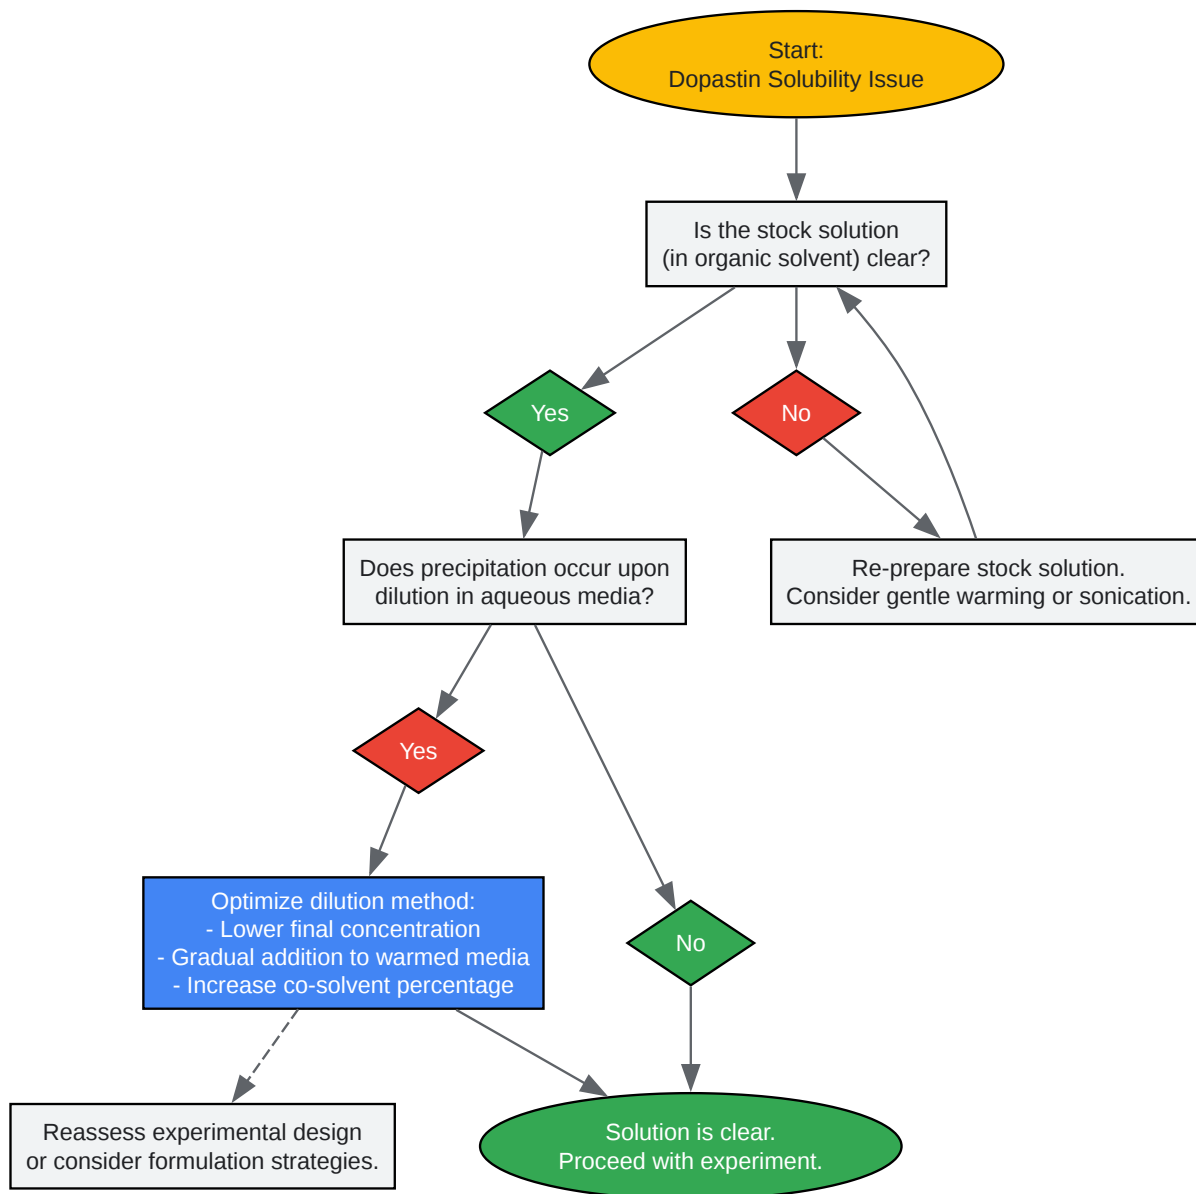 Start:
Dopastin Solubility Issue
Is the stock solution
(in organic solvent) clear?
Yes
No
Does precipitation occur upon
dilution in aqueous media?
Re-prepare stock solution.
Consider gentle warming or sonication.
Yes
Optimize dilution method:
- Lower final concentration
- Gradual addition to warmed media
- Increase co-solvent percentage
No
Reassess experimental design
or consider formulation strategies.
Solution is clear.
Proceed with experiment.